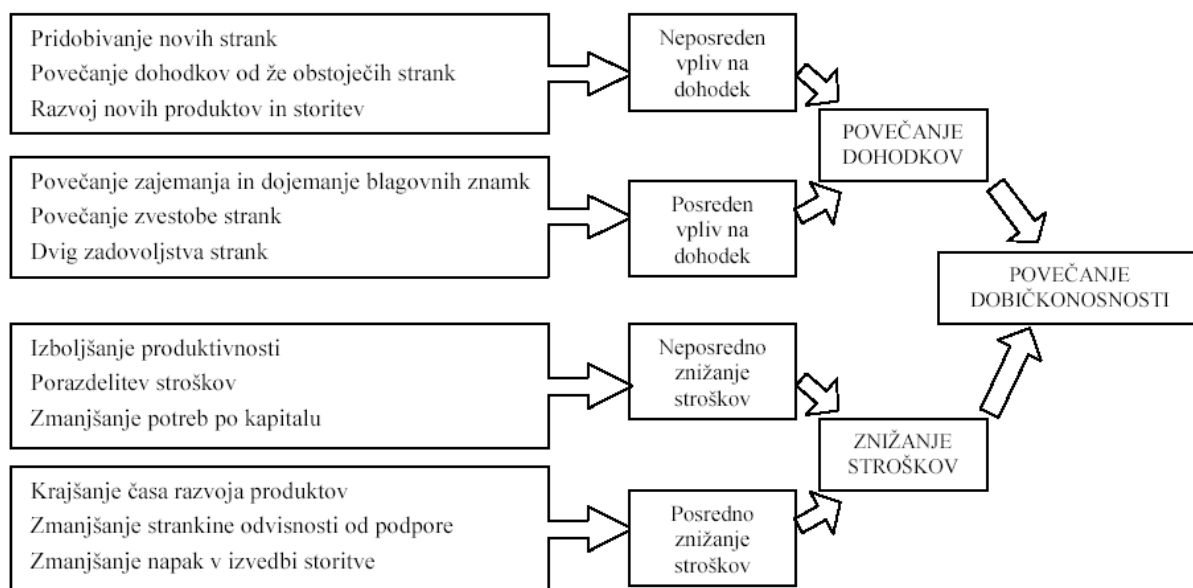 Pridobivanje novih strank
Povečanje dohodkov od že obstoječih strank
Razvoj novih produktov in storitev
Neposreden
vpliv na
dohodek
POVEČANJE
DOHODKOV
Povečanje zajemanja in dojemanje blagovnih znamk
Povečanje zvestobe strank
Dvig zadovoljstva strank
Posreden
vpliv na
dohodek
POVEČANJE
DOBIČKONOSNOSTI
Izboljšanje produktivnosti
Porazdelitev stroškov
Zmanjšanje potreb po kapitalu
Neposredno
znižanje
stroškov
ZNIŽANJE
STROŠKOV
Krajšanje časa razvoja produktov
Zmanjšanje strankine odvisnosti od podpore
Zmanjšanje napak v izvedbi storitve
Posredno
znižanje
stroškov